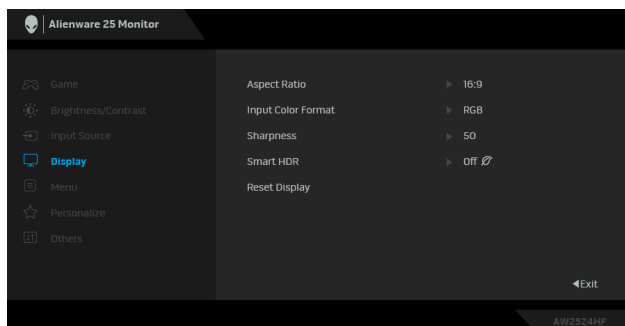 Alienware 25 Monitor
Game
Brightness/Contrast
Input Source
Display
Menu
Personalize
Others
Aspect Ratio 16:9
Input Color Format RGB
Sharpness 50
Smart HDR Off
Reset Display
Exit
AW2524HF